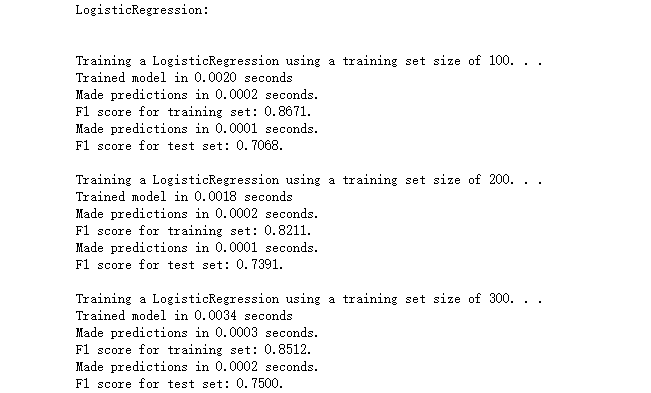 LogisticRegression:
Training a LogisticRegression using a training set size of 100. . .
Trained model in 0.0020 seconds
Made predictions in 0.0002 seconds.
F1 score for training set: 0.8671.
Made predictions in 0.0001 seconds.
F1 score for test set: 0.7068.
Training a LogisticRegression using a training set size of 200. . .
Trained model in 0.0018 seconds
Made predictions in 0.0002 seconds.
F1 score for training set: 0.8211.
Made predictions in 0.0001 seconds.
F1 score for test set: 0.7391.
Training a LogisticRegression using a training set size of 300. . .
Trained model in 0.0034 seconds
Made predictions in 0.0003 seconds.
F1 score for training set: 0.8512.
Made predictions in 0.0002 seconds.
F1 score for test set: 0.7500.